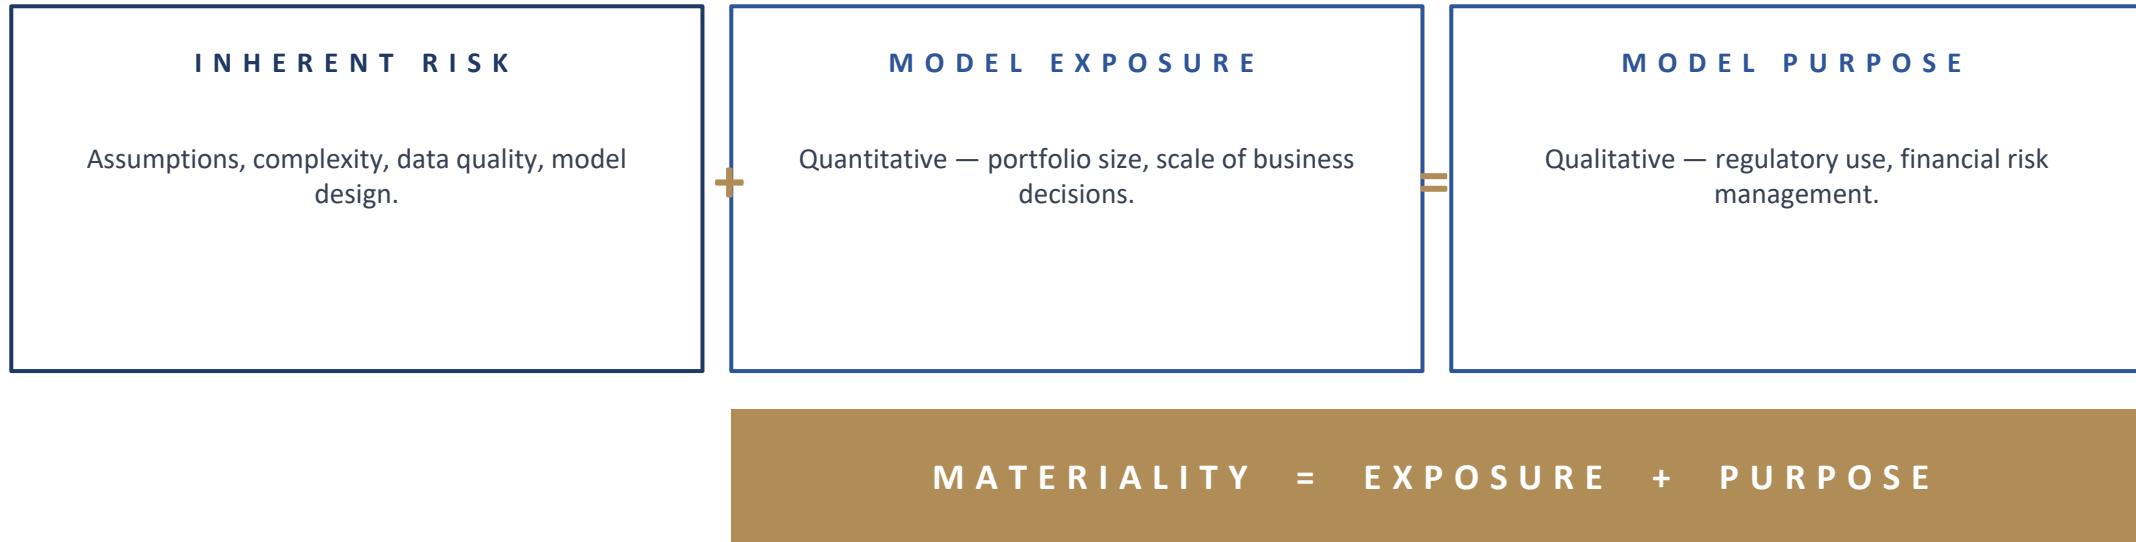 INHERENT RISK
Assumptions, complexity, data quality, model
design.
+
MODEL EXPOSURE
Quantitative — portfolio size, scale of business
decisions.
=
MODEL PURPOSE
Qualitative — regulatory use, financial risk
management.
MATERIALITY = EXPOSURE + PURPOSE